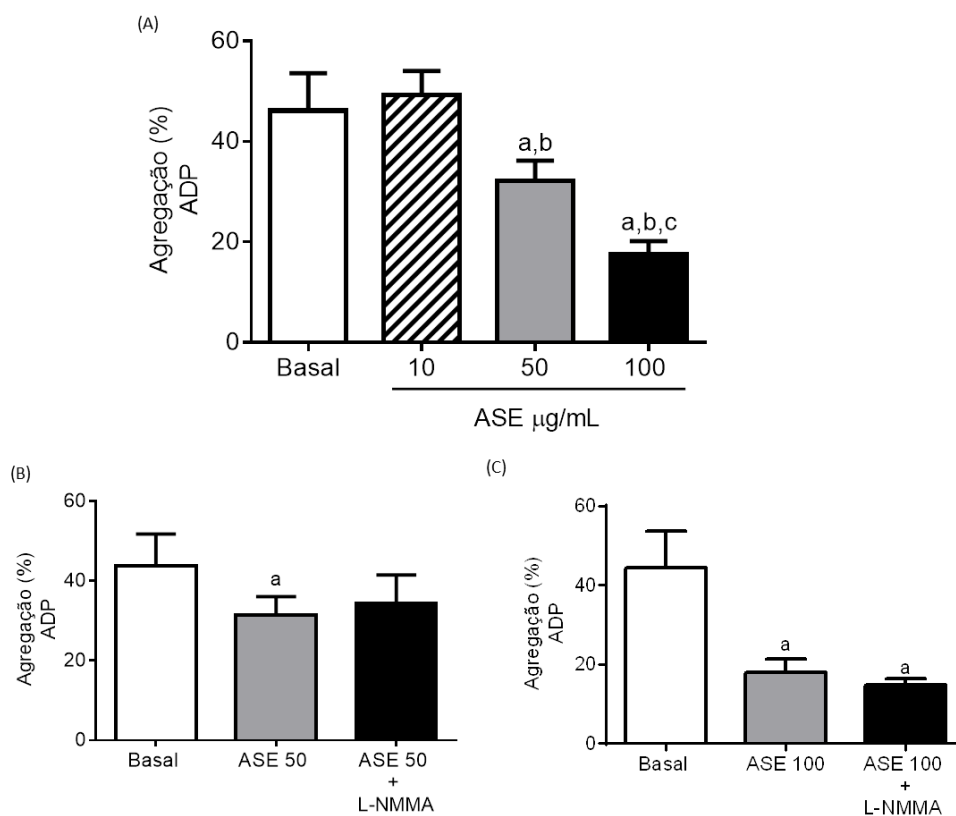 (A)
Agregação (%)
ADP
60
40
20
0
a,b
a,b,c
Basal
10
50
100
ASE μg/mL
(B)
Agregação (%)
ADP
60
40
20
0
a
Basal
ASE 50
ASE 50
+
L-NMMA
(C)
Agregação (%)
ADP
60
40
20
0
a
a
Basal
ASE 100
ASE 100
+
L-NMMA